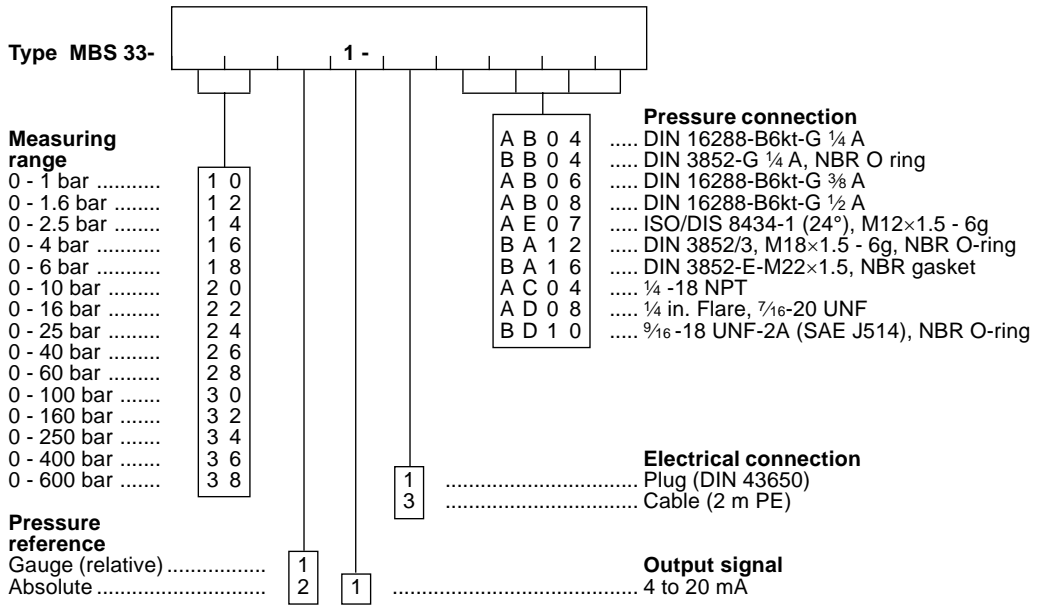 Type MBS 33- 1 -
Measuring
range
0 - 1 bar ........... 1 0
0 - 1.6 bar ........ 1 2
0 - 2.5 bar ........ 1 4
0 - 4 bar ........... 1 6
0 - 6 bar ........... 1 8
0 - 10 bar ......... 2 0
0 - 16 bar ......... 2 2
0 - 25 bar ......... 2 4
0 - 40 bar ......... 2 6
0 - 60 bar ......... 2 8
0 - 100 bar ....... 3 0
0 - 160 bar ....... 3 2
0 - 250 bar ....... 3 4
0 - 400 bar ....... 3 6
0 - 600 bar ....... 3 8
Pressure connection
A B 0 4 ..... DIN 16288-B6kt-G ¼ A
B B 0 4 ..... DIN 3852-G ¼ A, NBR O ring
A B 0 6 ..... DIN 16288-B6kt-G ⅜ A
A B 0 8 ..... DIN 16288-B6kt-G ½ A
A E 0 7 ..... ISO/DIS 8434-1 (24°), M12×1.5 - 6g
B A 1 2 ..... DIN 3852/3, M18×1.5 - 6g, NBR O-ring
B A 1 6 ..... DIN 3852-E-M22×1.5, NBR gasket
A C 0 4 ..... ¼ -18 NPT
A D 0 8 ..... ¼ in. Flare, 7/16-20 UNF
B D 1 0 ..... 9/16 -18 UNF-2A (SAE J514), NBR O-ring
Electrical connection
1 ................................. Plug (DIN 43650)
3 ................................. Cable (2 m PE)
Pressure
reference
Gauge (relative) ................. 1
Absolute ............................ 2
Output signal
1 .......................................... 4 to 20 mA